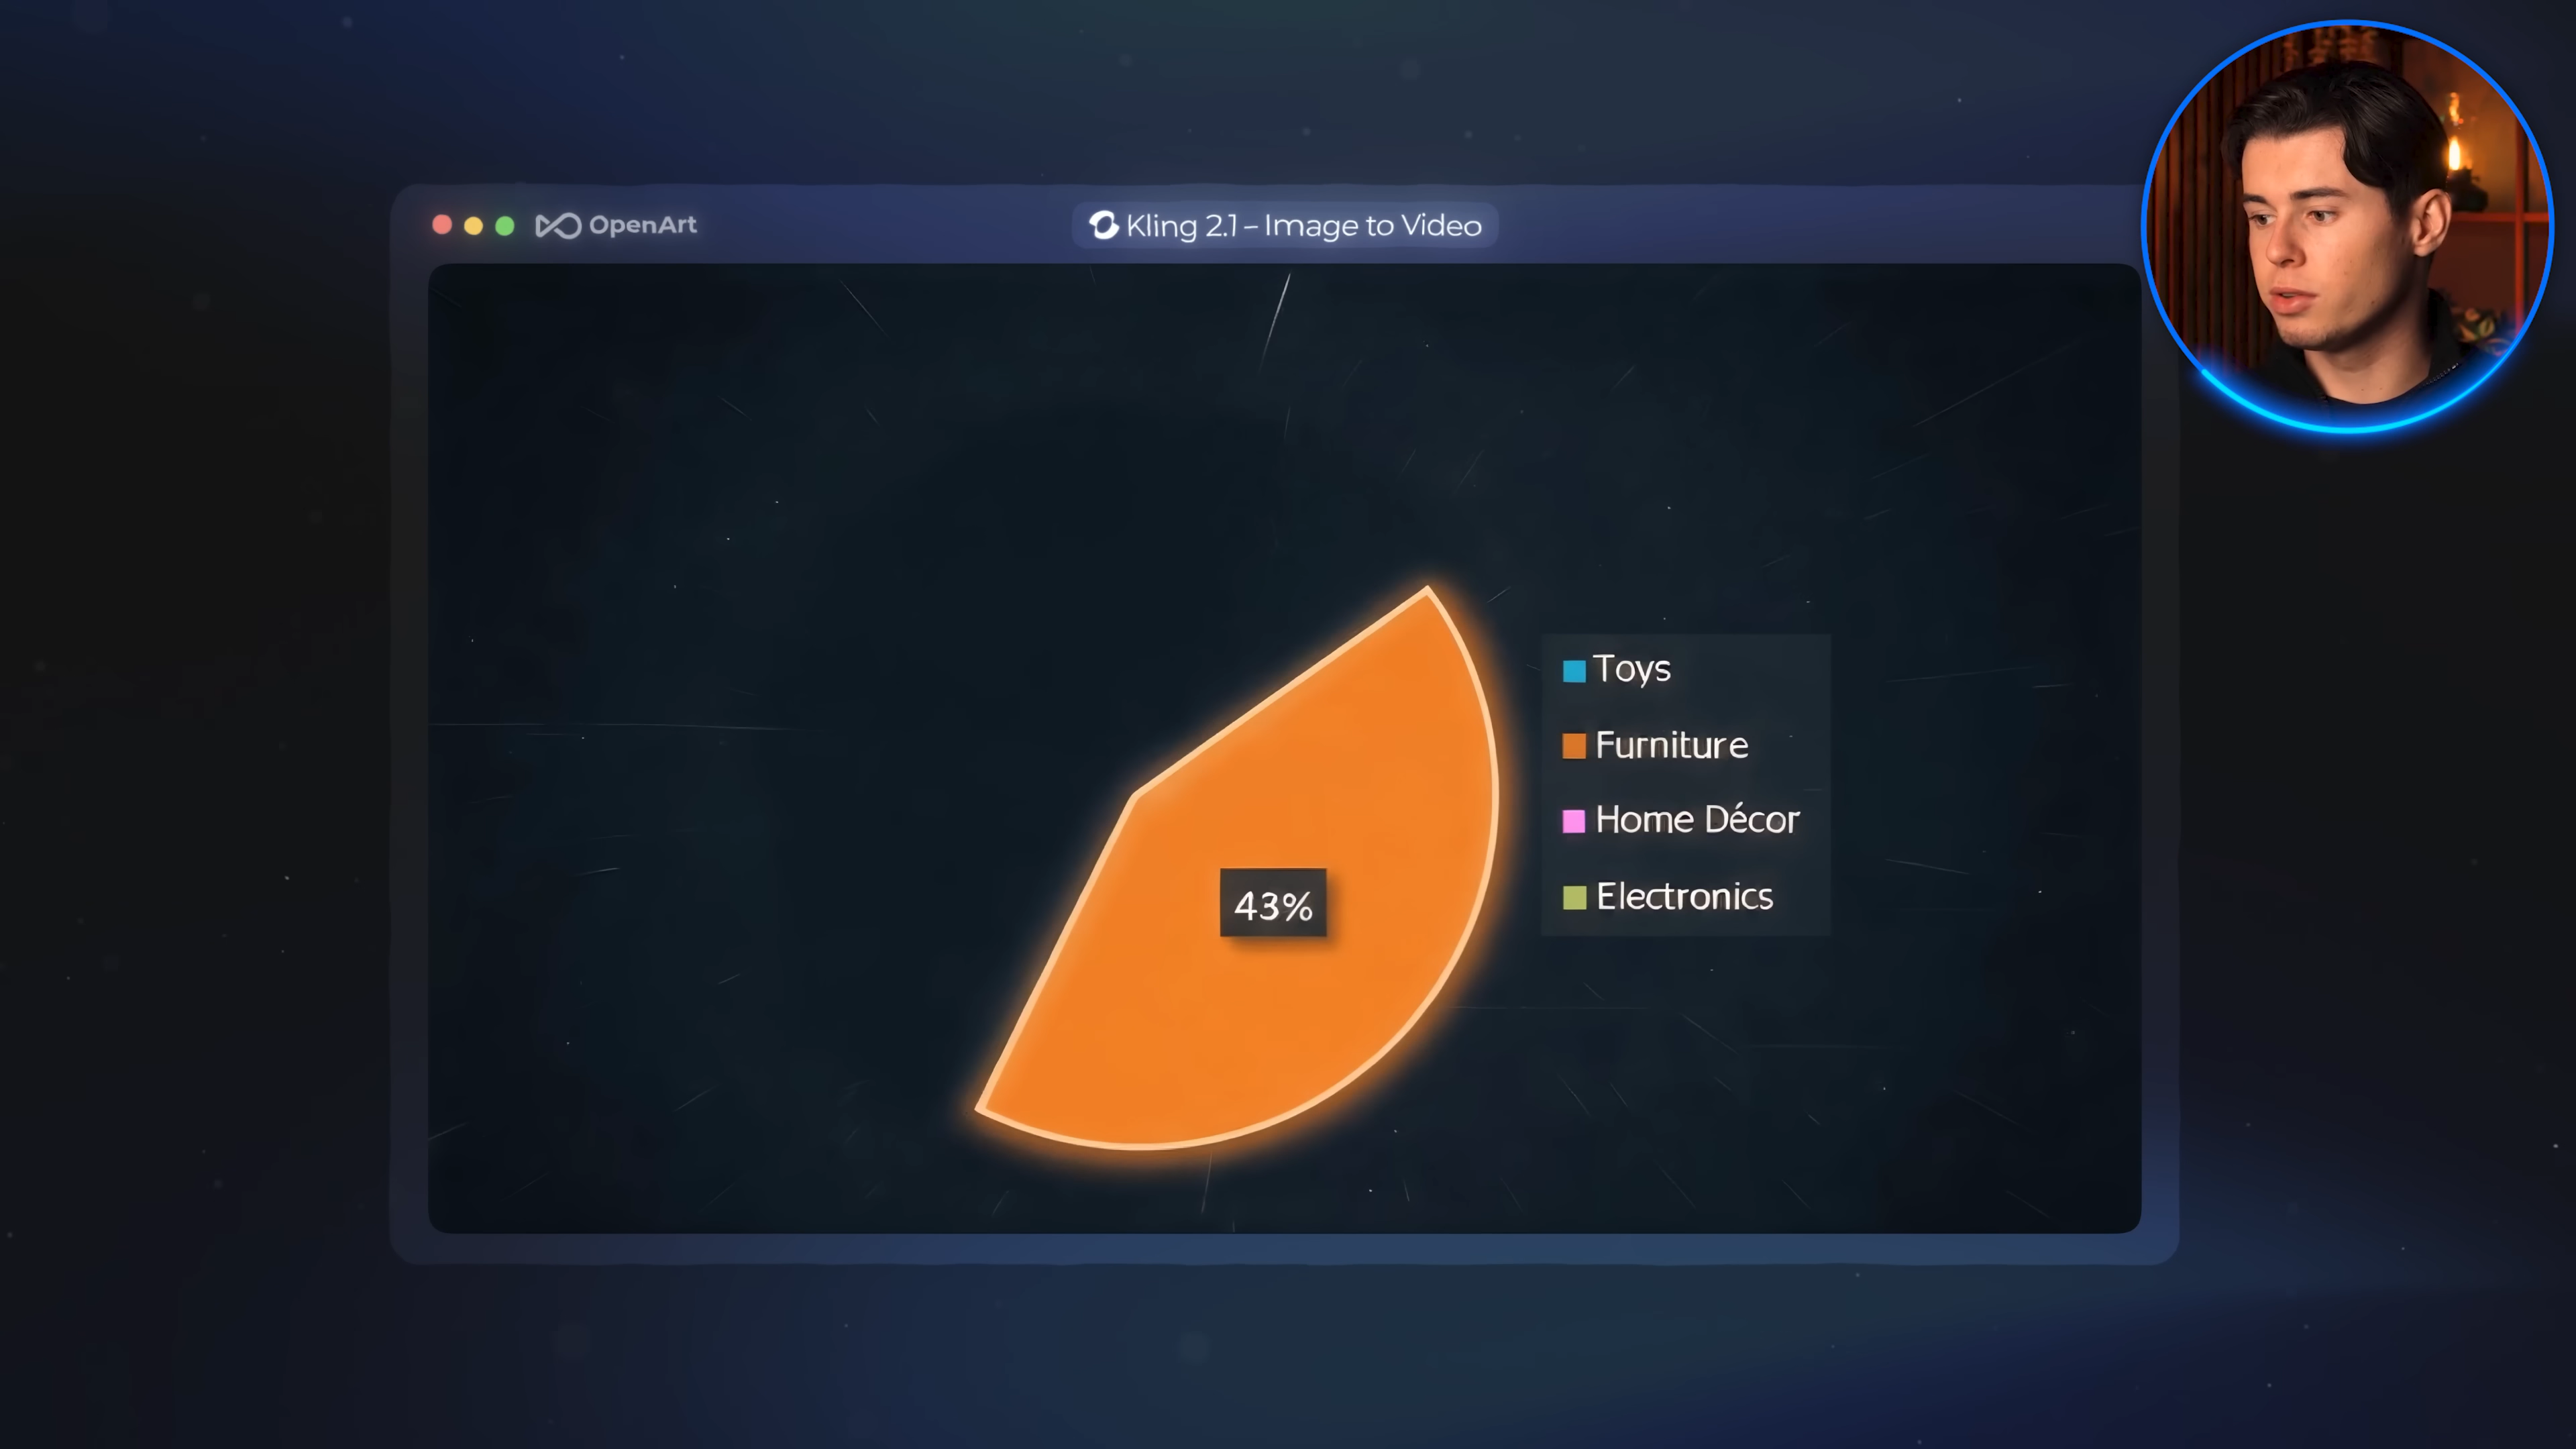 OpenArt
Kling 2.1 – Image to Video
Toys
Furniture
Home Décor
Electronics
43%